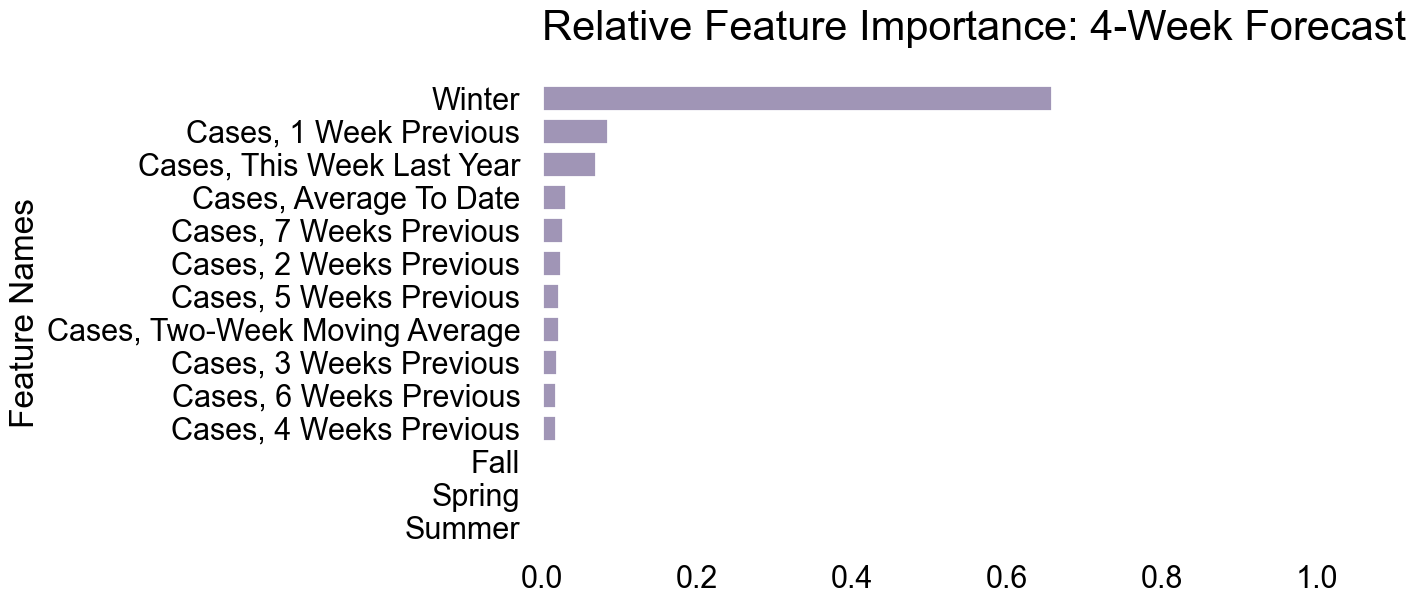 Relative Feature Importance: 4-Week Forecast
Feature Names
Winter
Cases, 1 Week Previous
Cases, This Week Last Year
Cases, Average To Date
Cases, 7 Weeks Previous
Cases, 2 Weeks Previous
Cases, 5 Weeks Previous
Cases, Two-Week Moving Average
Cases, 3 Weeks Previous
Cases, 6 Weeks Previous
Cases, 4 Weeks Previous
Fall
Spring
Summer
0.0 0.2 0.4 0.6 0.8 1.0